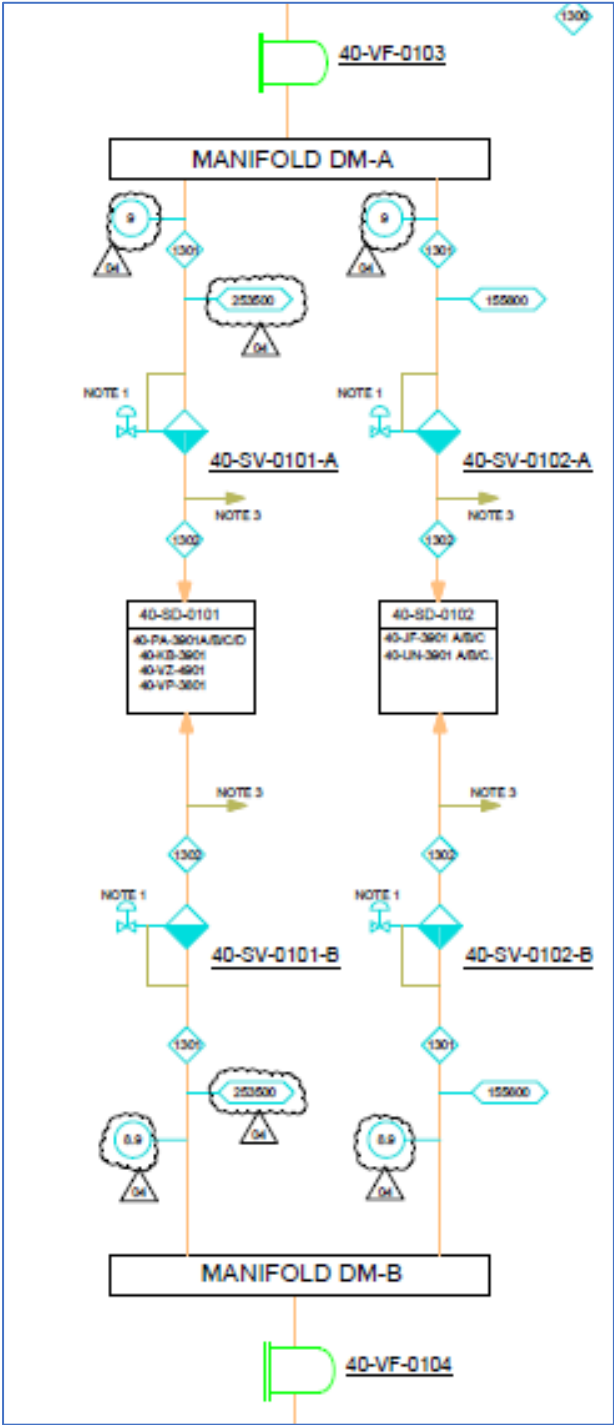 1300
40-VF-0103
MANIFOLD DM-A
9
9
1301
1301
04
04
253500
155800
04
NOTE 1
NOTE 1
40-SV-0101-A
40-SV-0102-A
NOTE 3
NOTE 3
1302
1302
40-SD-0101
40-PA-3901A/B/C/D
40-KB-3901
40-VZ-4901
40-VP-3801
40-SD-0102
40-JF-3901 A/B/C
40-UN-3901 A/B/C.
NOTE 3
NOTE 3
1302
1302
NOTE 1
NOTE 1
40-SV-0101-B
40-SV-0102-B
1301
1301
253500
155800
04
8.9
8.9
04
04
MANIFOLD DM-B
40-VF-0104